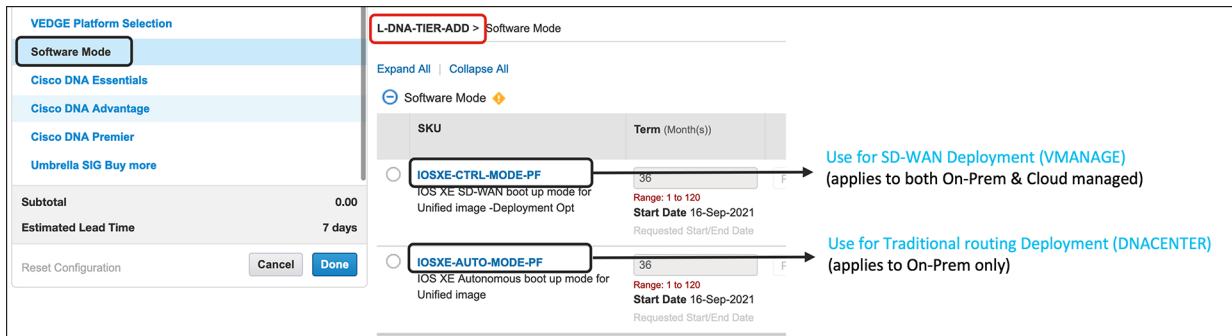 VEDGE Platform Selection
Software Mode
Cisco DNA Essentials
Cisco DNA Advantage
Cisco DNA Premier
Umbrella SIG Buy more
Subtotal 0.00
Estimated Lead Time 7 days
Reset Configuration Cancel Done
L-DNA-TIER-ADD > Software Mode
Expand All | Collapse All
Software Mode
SKU Term (Month(s))
IOSXE-CTRL-MODE-PF
IOS XE SD-WAN boot up mode for
Unified image -Deployment Opt
36
Range: 1 to 120
Start Date 16-Sep-2021
Requested Start/End Date
Use for SD-WAN Deployment (VMANAGE)
(applies to both On-Prem & Cloud managed)
IOSXE-AUTO-MODE-PF
IOS XE Autonomous boot up mode for
Unified image
36
Range: 1 to 120
Start Date 16-Sep-2021
Requested Start/End Date
Use for Traditional routing Deployment (DNACENTER)
(applies to On-Prem only)